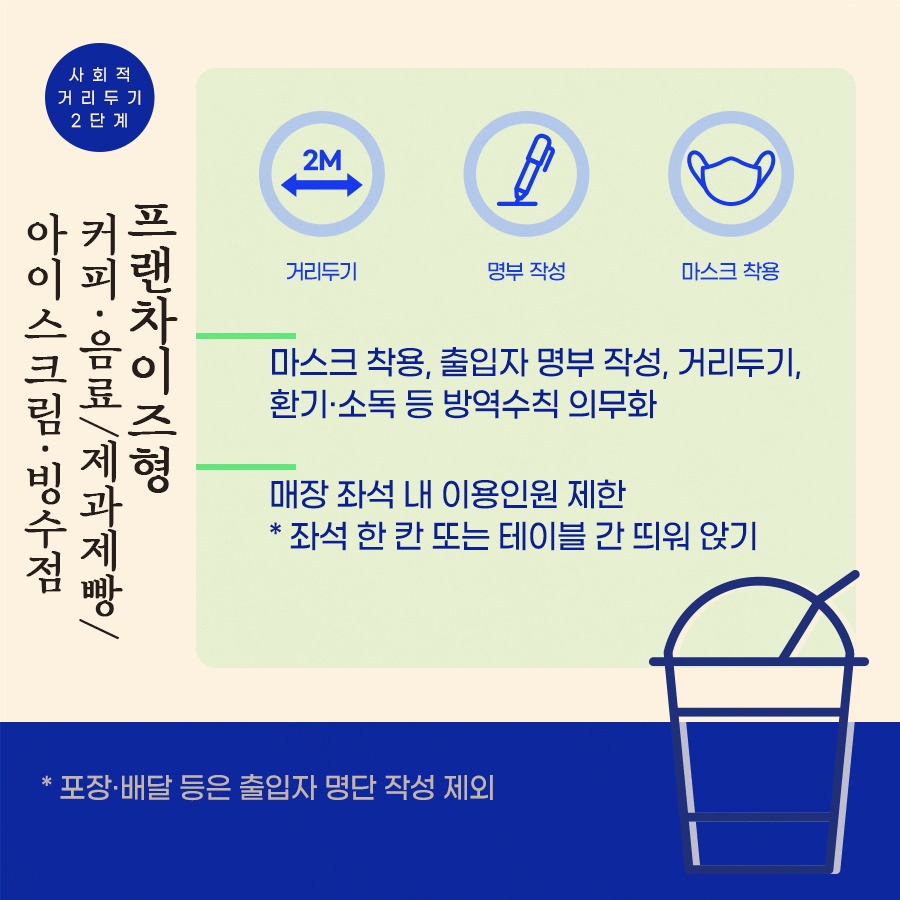 사회적
거리두기
2단계
프랜차이즈형
커피·음료/제과제빵/
아이스크림·빙수점
2M
거리두기
명부 작성
마스크 착용
마스크 착용, 출입자 명부 작성, 거리두기,
환기·소독 등 방역수칙 의무화
매장 좌석 내 이용인원 제한
* 좌석 한 칸 또는 테이블 간 띄워 앉기
* 포장·배달 등은 출입자 명단 작성 제외